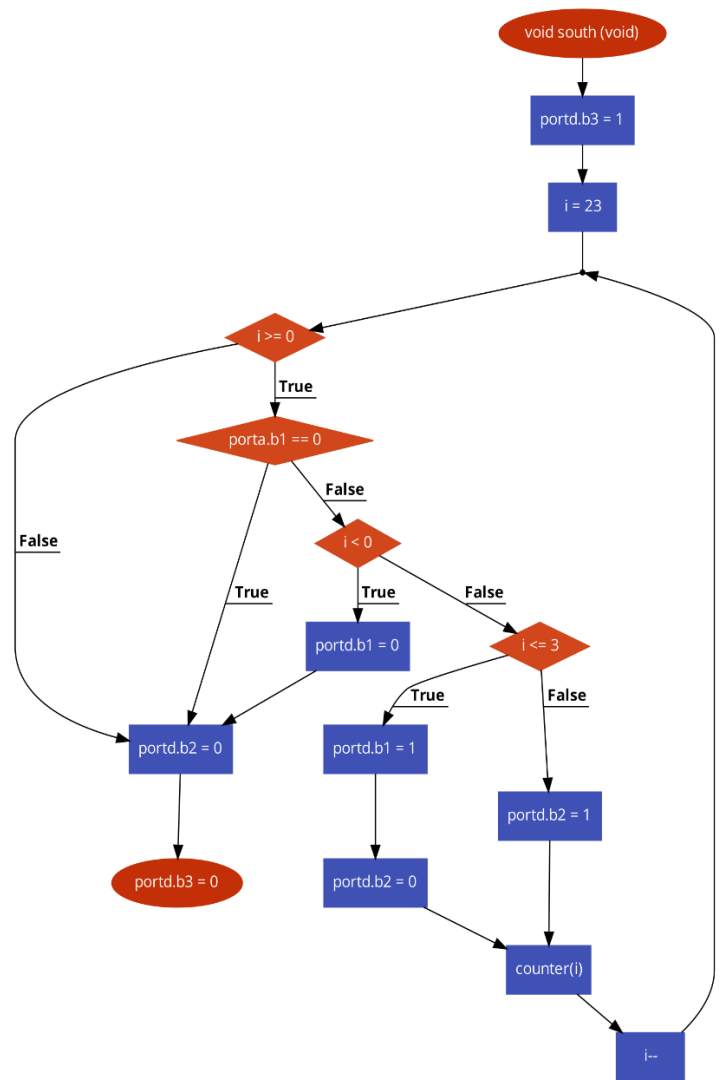 void south (void)
portd.b3 = 1
i = 23
i >= 0
True
porta.b1 == 0
False
False
i < 0
True
True
False
portd.b1 = 0
i <= 3
True
False
portd.b2 = 0
portd.b1 = 1
portd.b2 = 1
portd.b3 = 0
portd.b2 = 0
counter(i)
i--